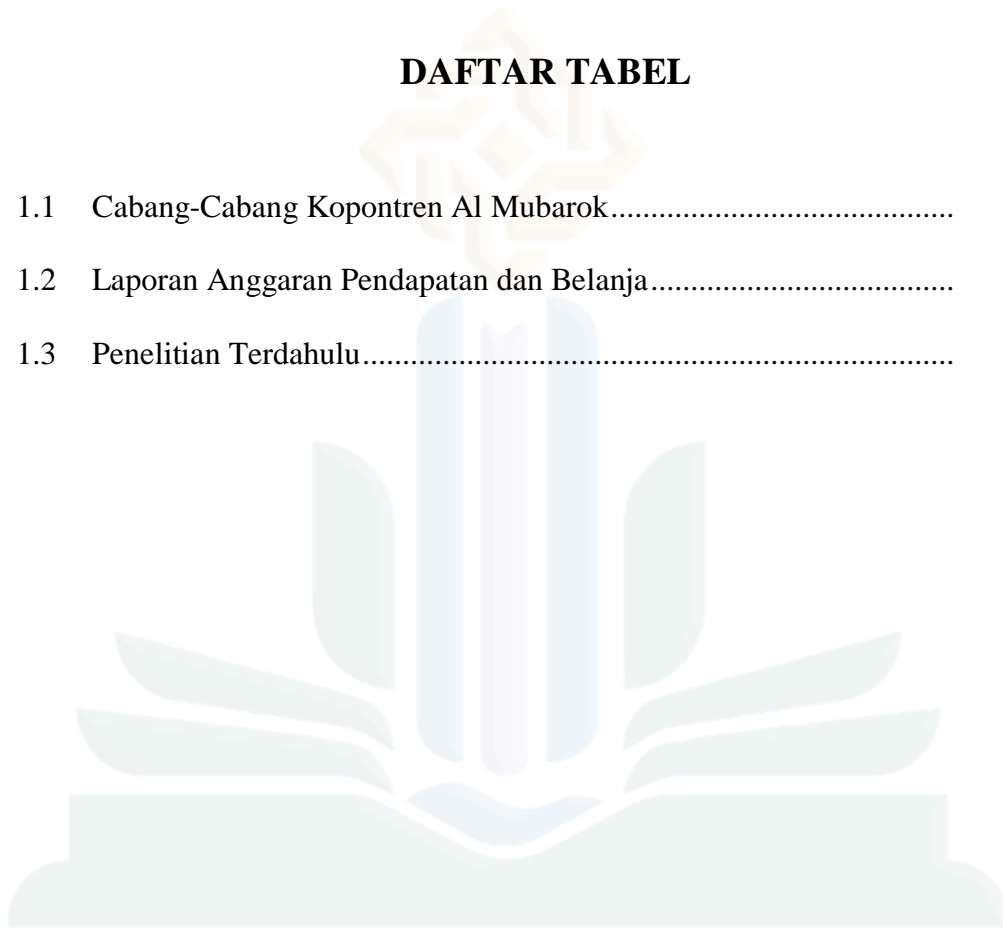 DAFTAR TABEL
1.1 Cabang-Cabang Kopontren Al Mubarok...........................................
1.2 Laporan Anggaran Pendapatan dan Belanja......................................
1.3 Penelitian Terdahulu..........................................................................